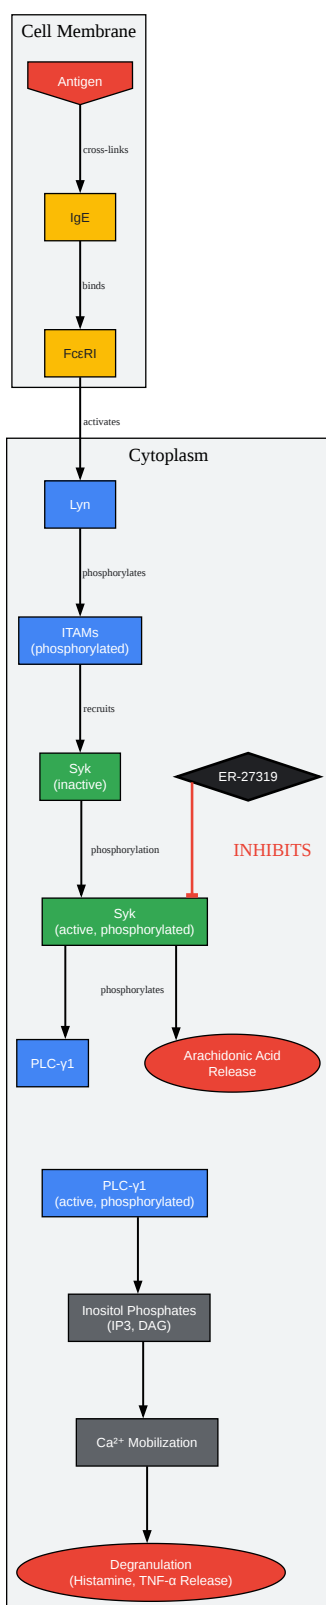 Cell Membrane
Antigen
cross-links
IgE
binds
FcεRI
activates
Cytoplasm
Lyn
phosphorylates
ITAMs
(phosphorylated)
recruits
Syk
(inactive)
ER-27319
phosphorylation
INHIBITS
Syk
(active, phosphorylated)
phosphorylates
PLC-γ1
Arachidonic Acid
Release
PLC-γ1
(active, phosphorylated)
Inositol Phosphates
(IP3, DAG)
Ca²⁺ Mobilization
Degranulation
(Histamine, TNF-α Release)